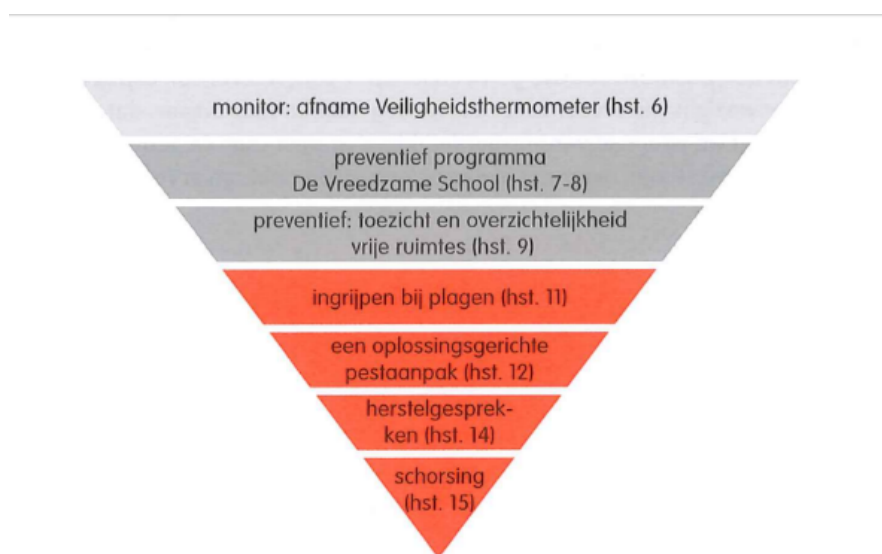 monitor: afname Veiligheidsthermometer (hst. 6)
preventief programma
De Vreedzame School (hst. 7-8)
preventief: toezicht en overzichtelijkheid
vrije ruimtes (hst. 9)
ingrijpen bij plagen (hst. 11)
een oplossingsgerichte
pestaanpak (hst. 12)
herstelgesprek-
ken (hst. 14)
schorsing
(hst. 15)